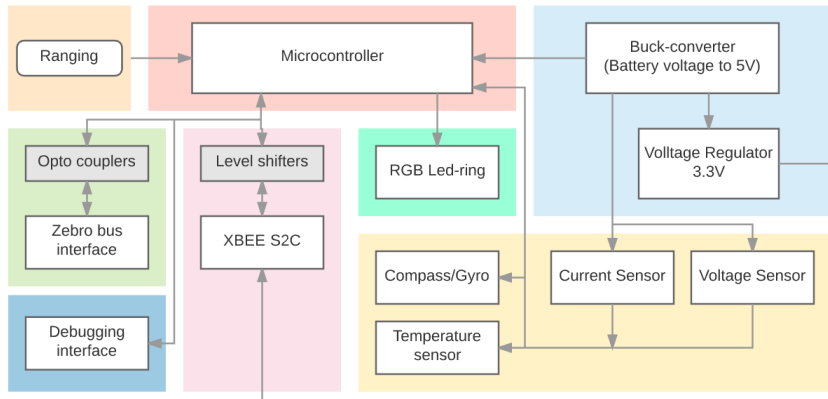 Ranging
Microcontroller
Buck-converter
(Battery voltage to 5V)
Opto couplers
Level shifters
RGB Led-ring
Volltage Regulator
3.3V
Zebro bus
interface
XBEE S2C
Compass/Gyro
Current Sensor
Voltage Sensor
Debugging
interface
Temperature
sensor